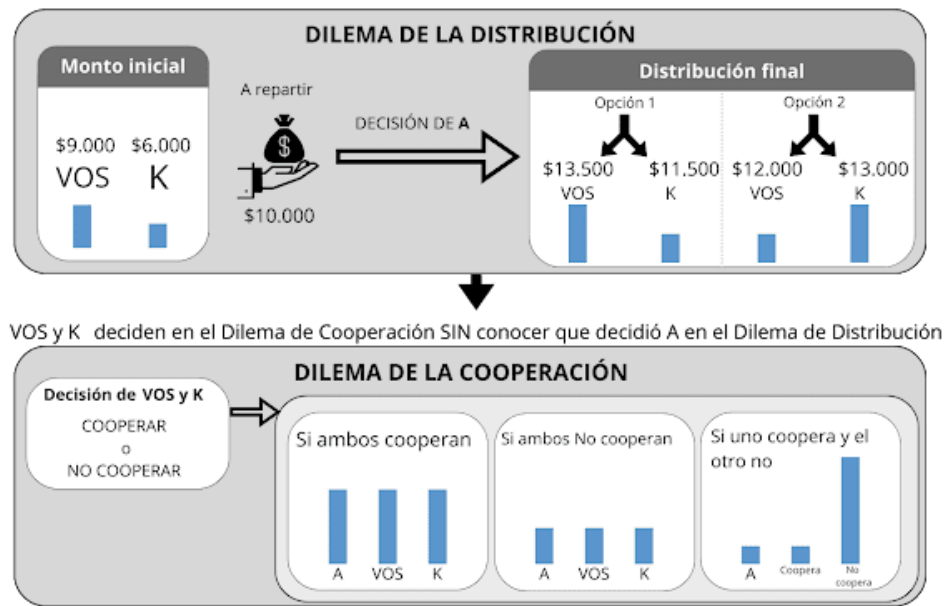 DILEMA DE LA DISTRIBUCIÓN
Monto inicial
$9.000 $6.000
VOS K
A repartir
$
$10.000
DECISIÓN DE A
Distribución final
Opción 1
Opción 2
$13.500 $11.500 $12.000 $13.000
VOS K VOS K
VOS y K deciden en el Dilema de Cooperación SIN conocer que decidió A en el Dilema de Distribución
DILEMA DE LA COOPERACIÓN
Decisión de VOS y K
COOPERAR
o
NO COOPERAR
Si ambos cooperan
A VOS K
Si ambos No cooperan
A VOS K
Si uno coopera y el
otro no
A Coopera No
coopera